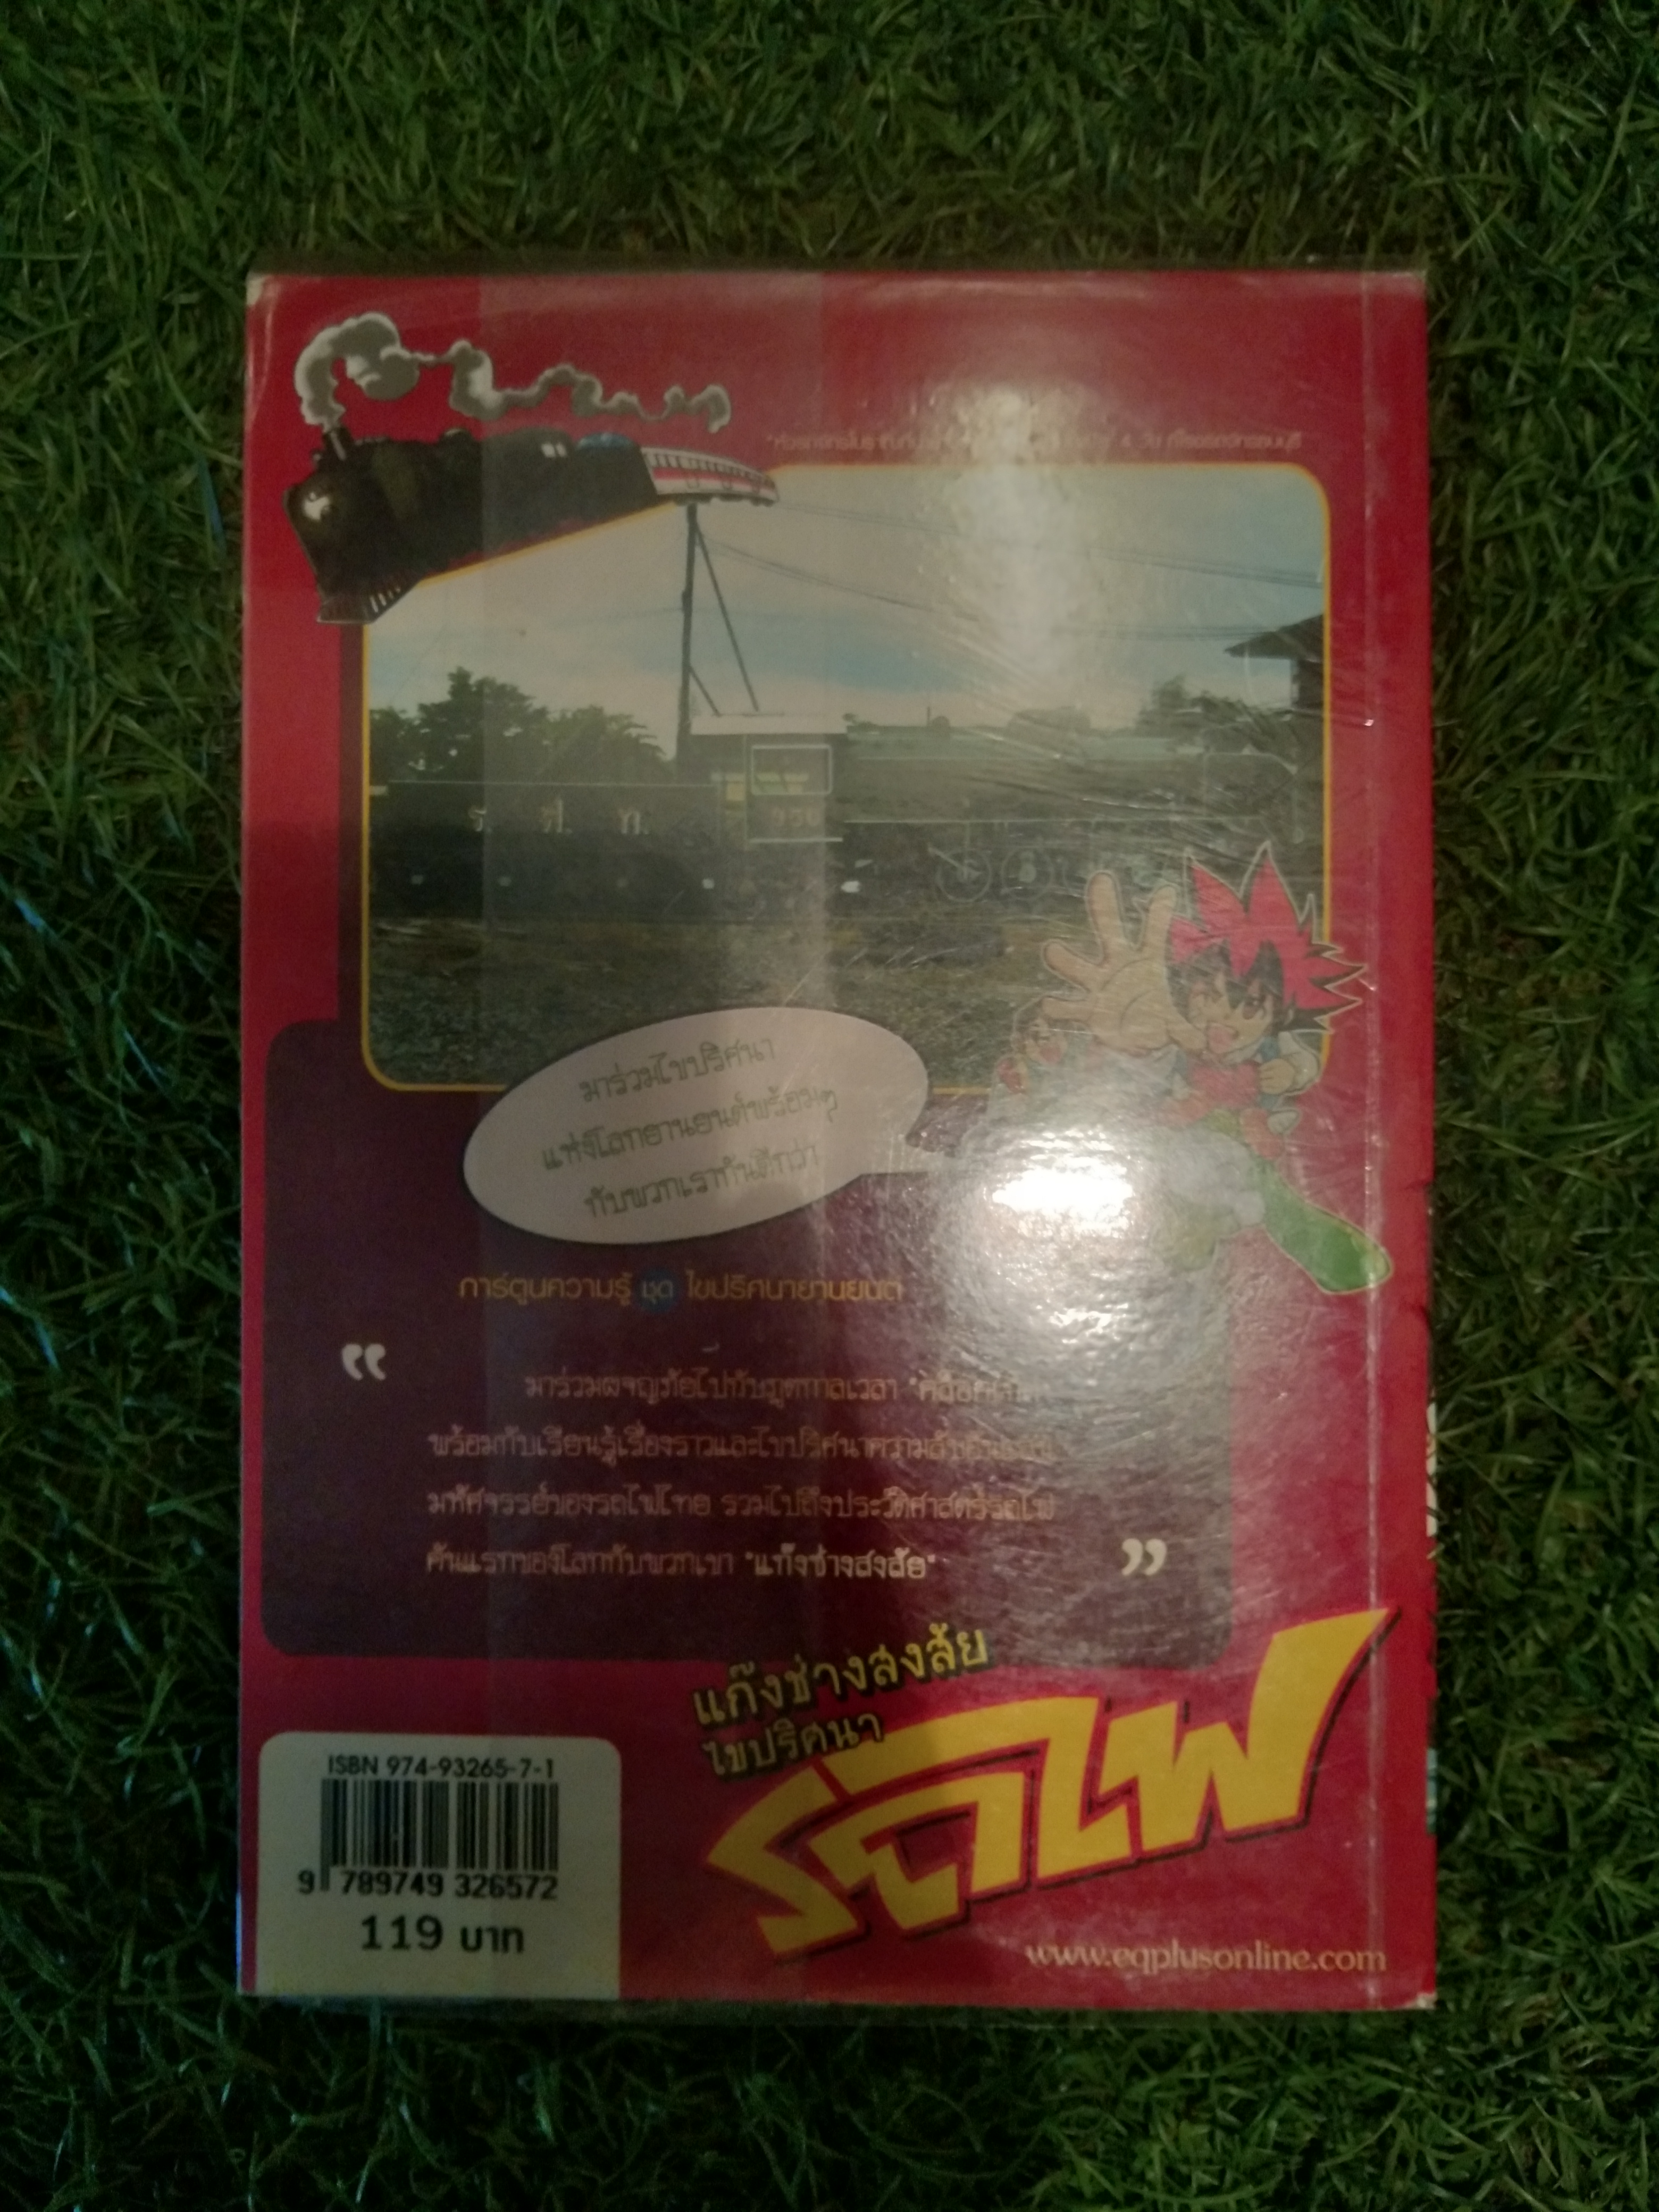 ร. ฟ. ท.
มาร่วมไขปริศนา
แห่งโลกยานยนต์พร้อมๆ
กับพวกเรากันดีกว่า
การ์ตูนความรู้ ชุด ไขปริศนายานยนต์
“ มาร่วมผจญภัยไปกับภูตกาลเวลา
พร้อมกับเรียนรู้เรื่องราวและไขปริศนาความลับ
มหัศจรรย์ของรถไฟไทย รวมไปถึงประวัติศาสตร์รถไฟ
คันแรกของโลกกับพวกเขา "แก๊งช่างสงสัย" ”
แก๊งช่างสงสัย
ไขปริศนา
รถไฟ
ISBN 974-93265-7-1
9 789749 326572
119 บาท
www.eqplusonline.com